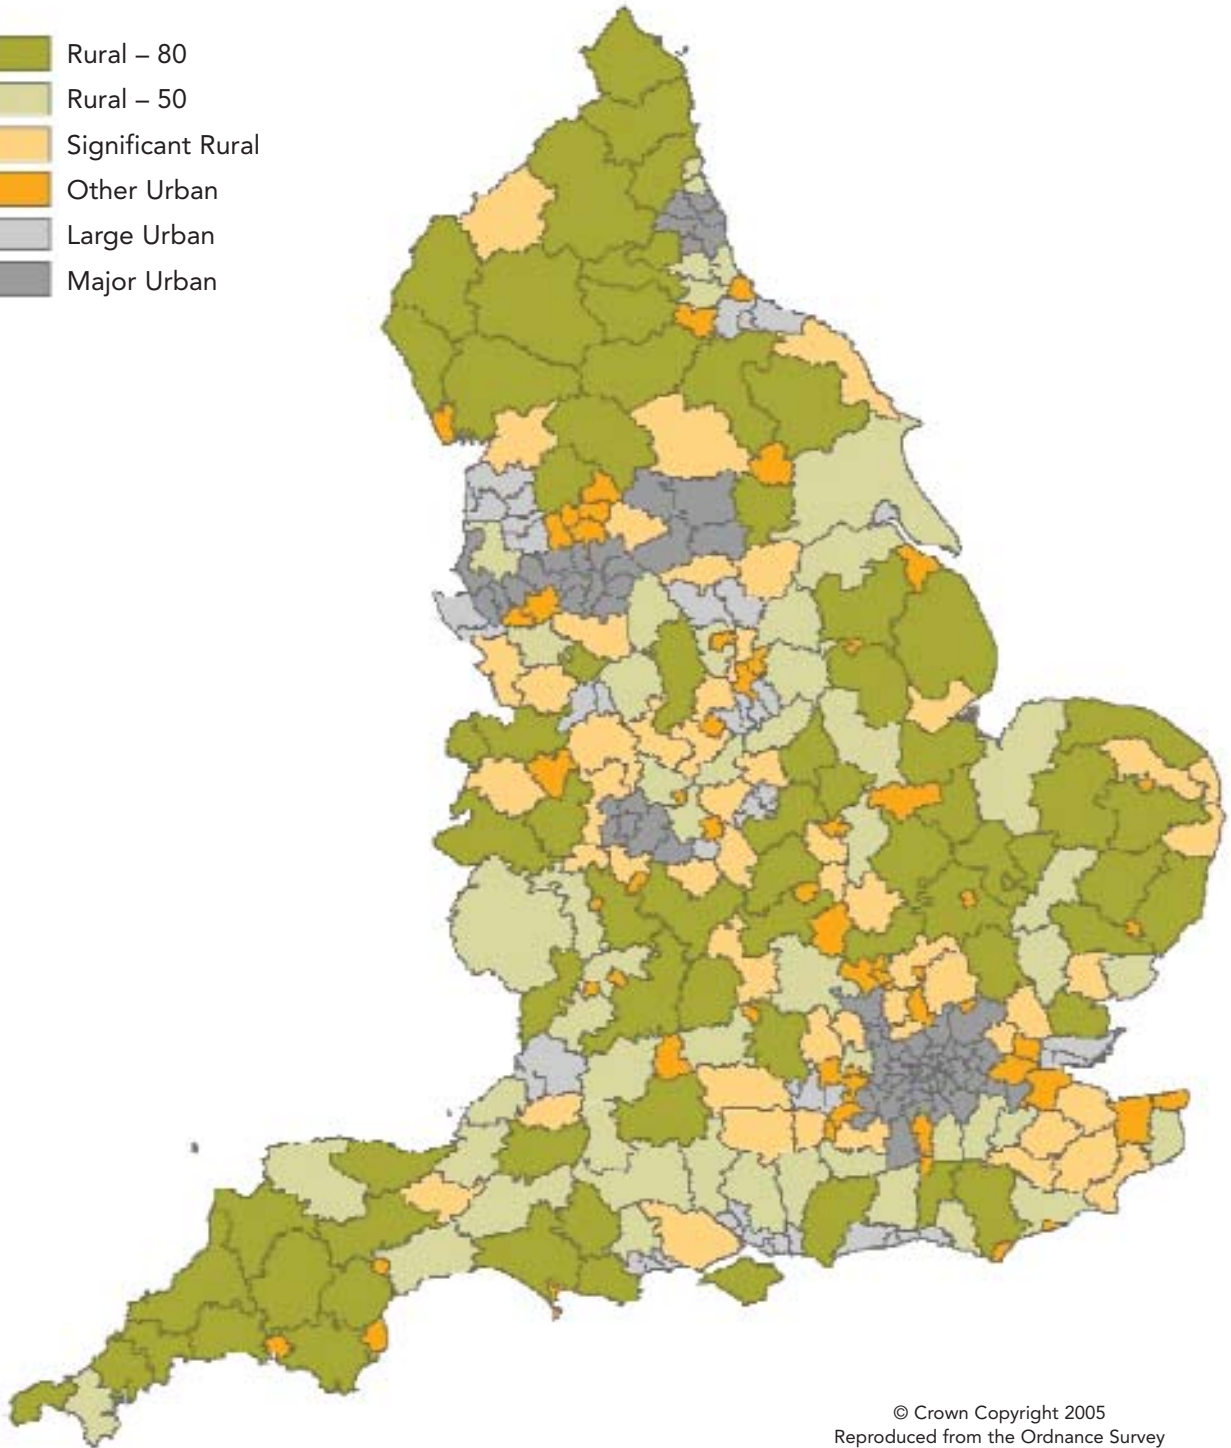 Rural – 80
Rural – 50
Significant Rural
Other Urban
Large Urban
Major Urban
© Crown Copyright 2005
Reproduced from the Ordnance Survey